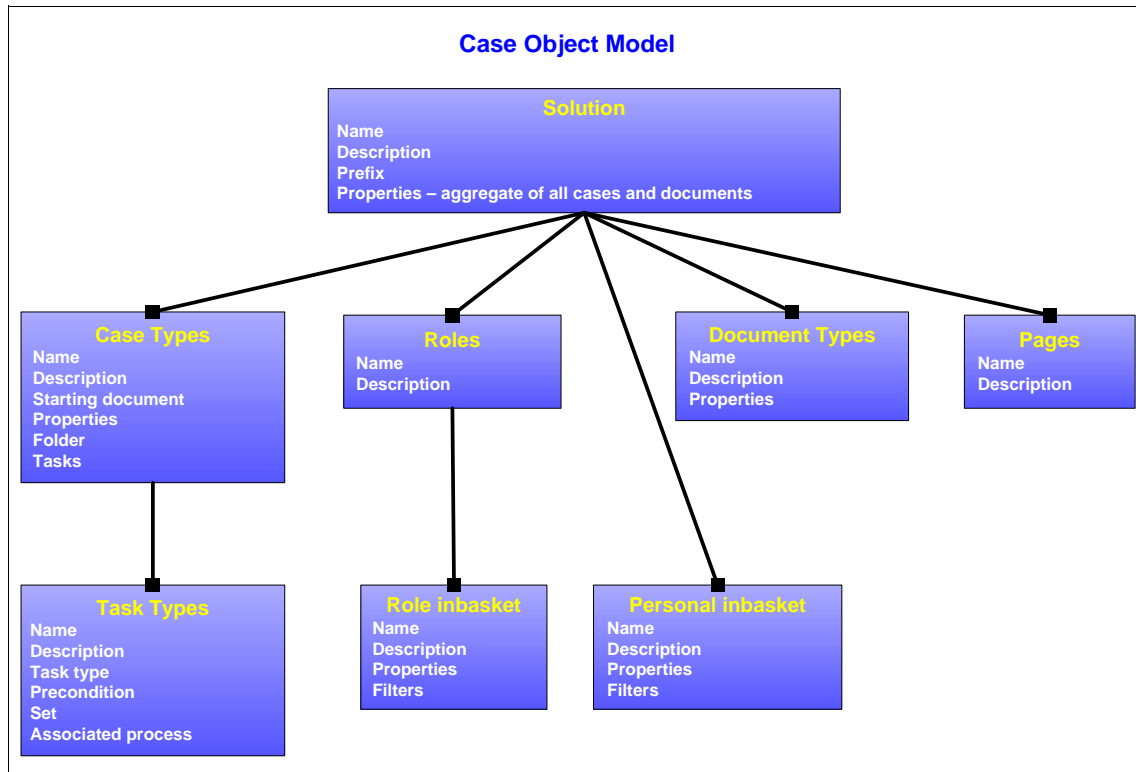 Case Object Model
Solution
Name
Description
Prefix
Properties – aggregate of all cases and documents
Case Types
Name
Description
Starting document
Properties
Folder
Tasks
Roles
Name
Description
Document Types
Name
Description
Properties
Pages
Name
Description
Task Types
Name
Description
Task type
Precondition
Set
Associated process
Role inbasket
Name
Description
Properties
Filters
Personal inbasket
Name
Description
Properties
Filters